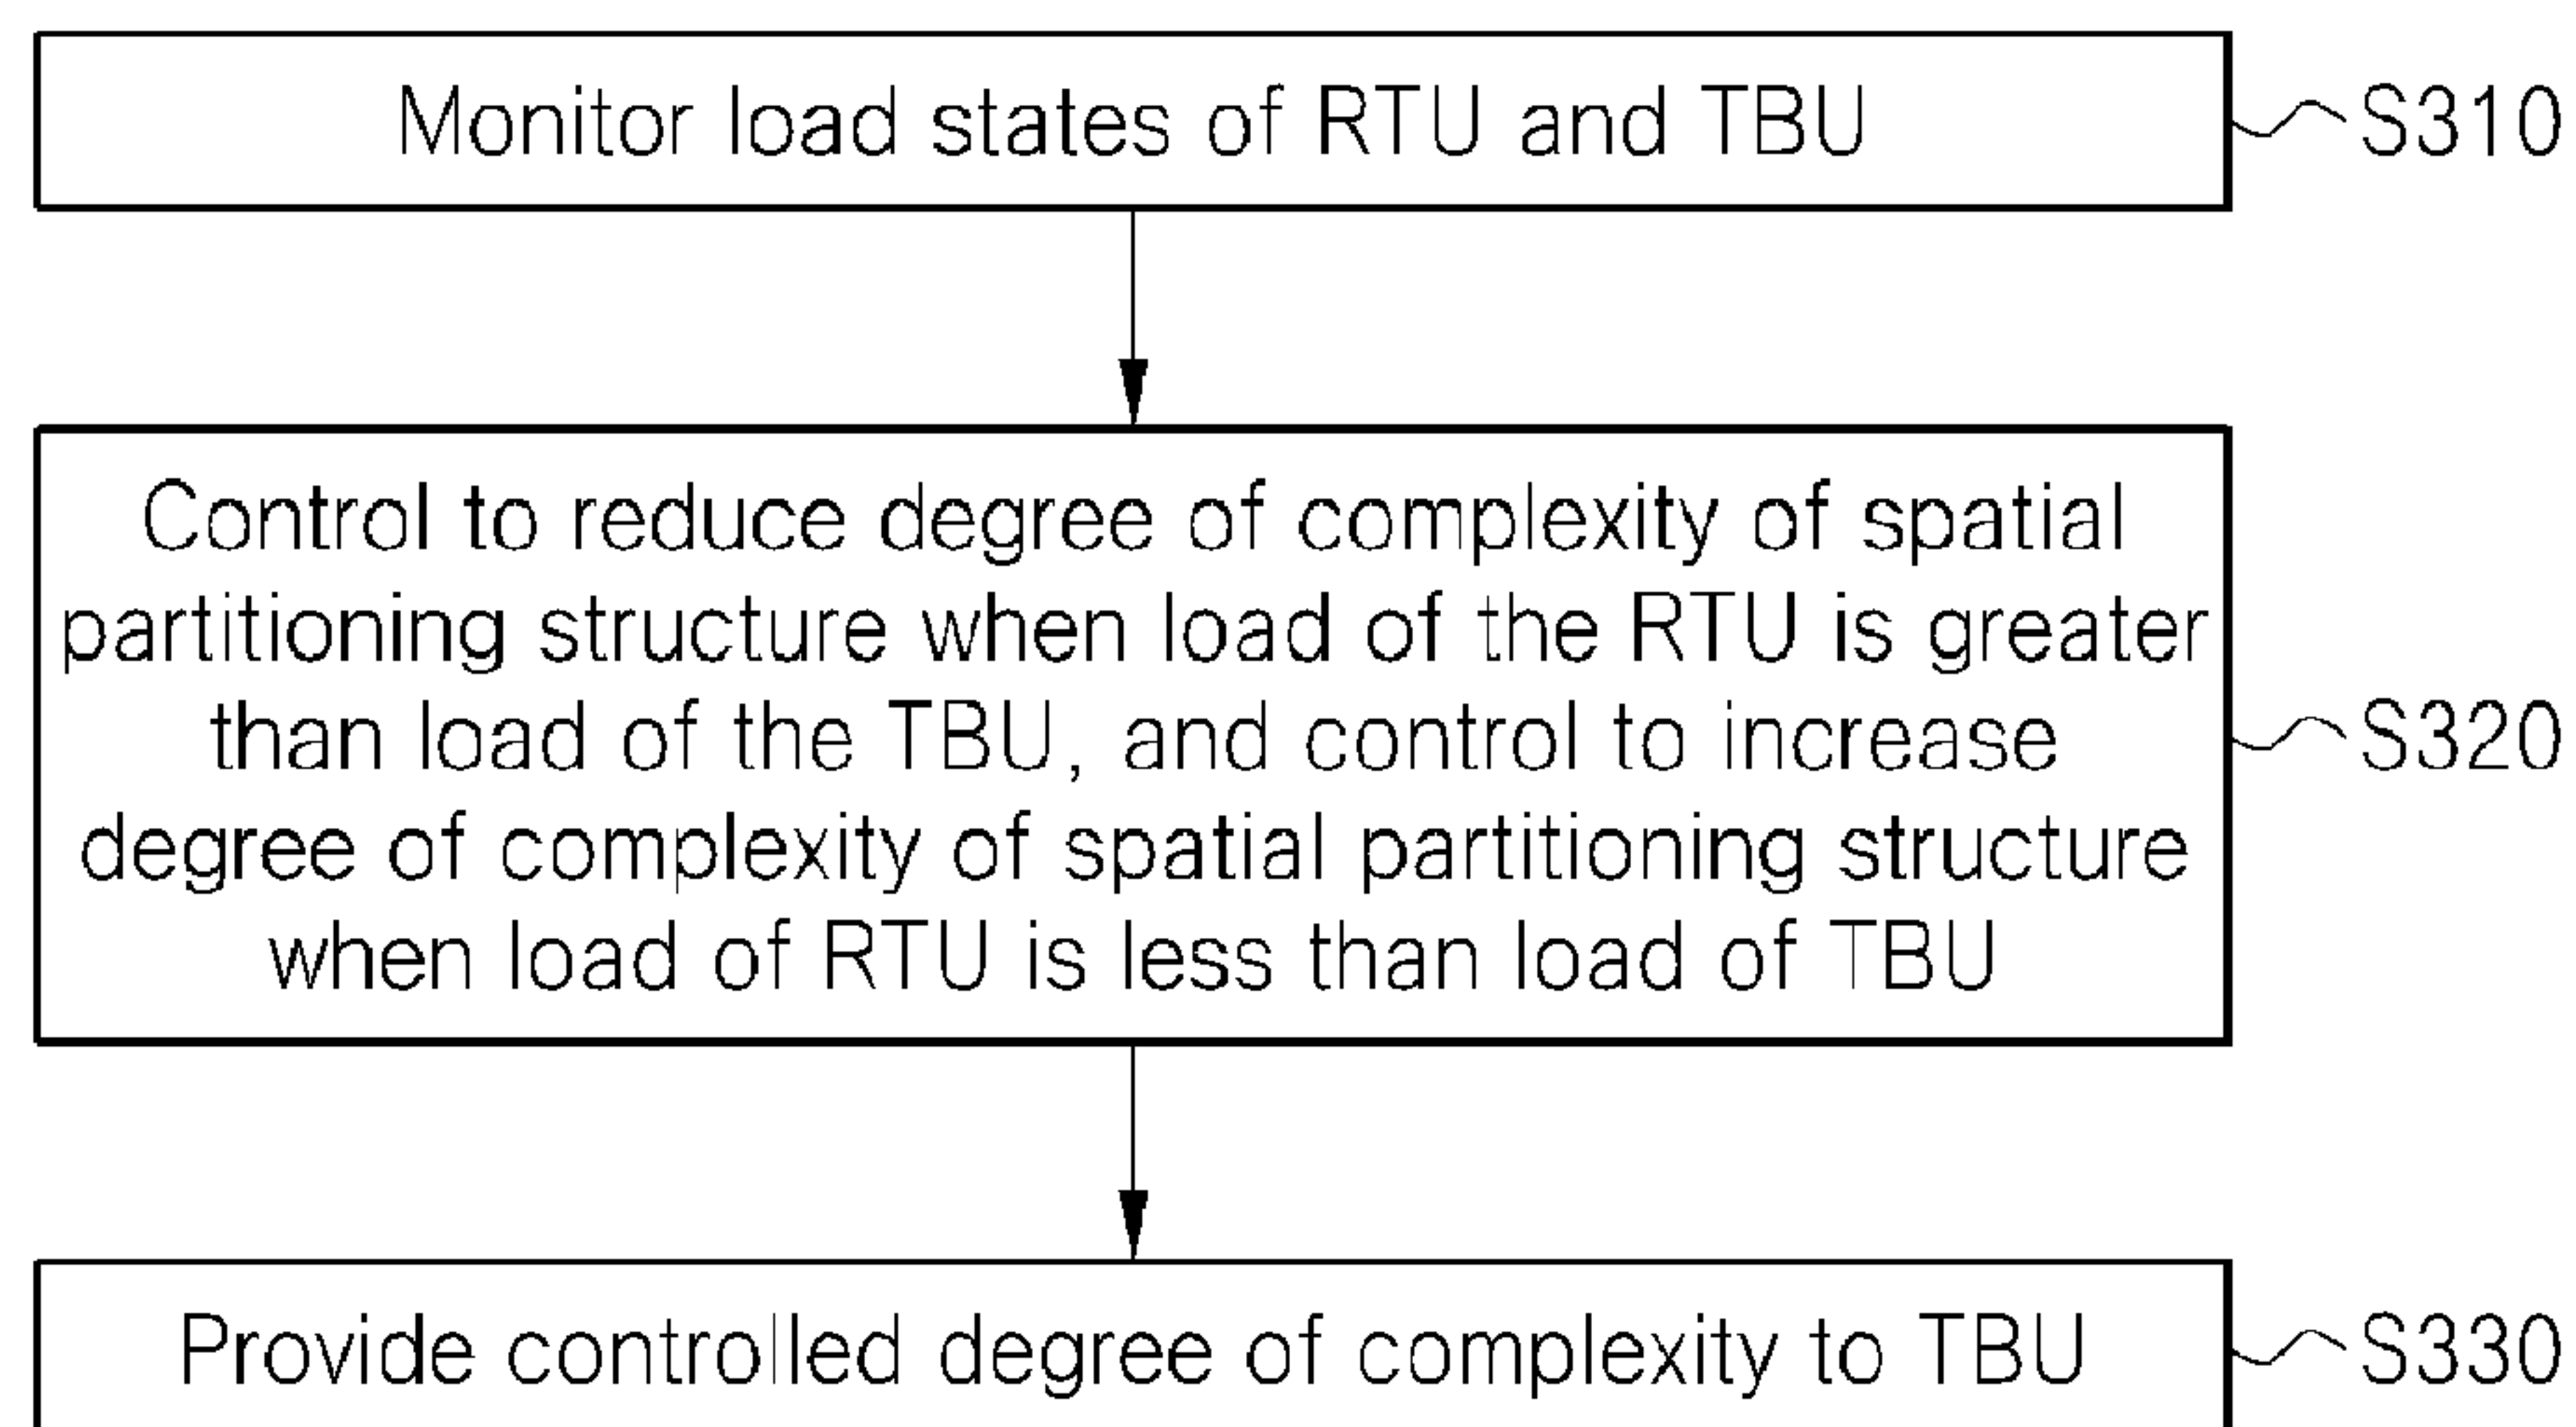 Monitor load states of RTU and TBU
S310
Control to reduce degree of complexity of spatial
partitioning structure when load of the RTU is greater
than load of the TBU, and control to increase
degree of complexity of spatial partitioning structure
when load of RTU is less than load of TBU
S320
Provide controlled degree of complexity to TBU
S330